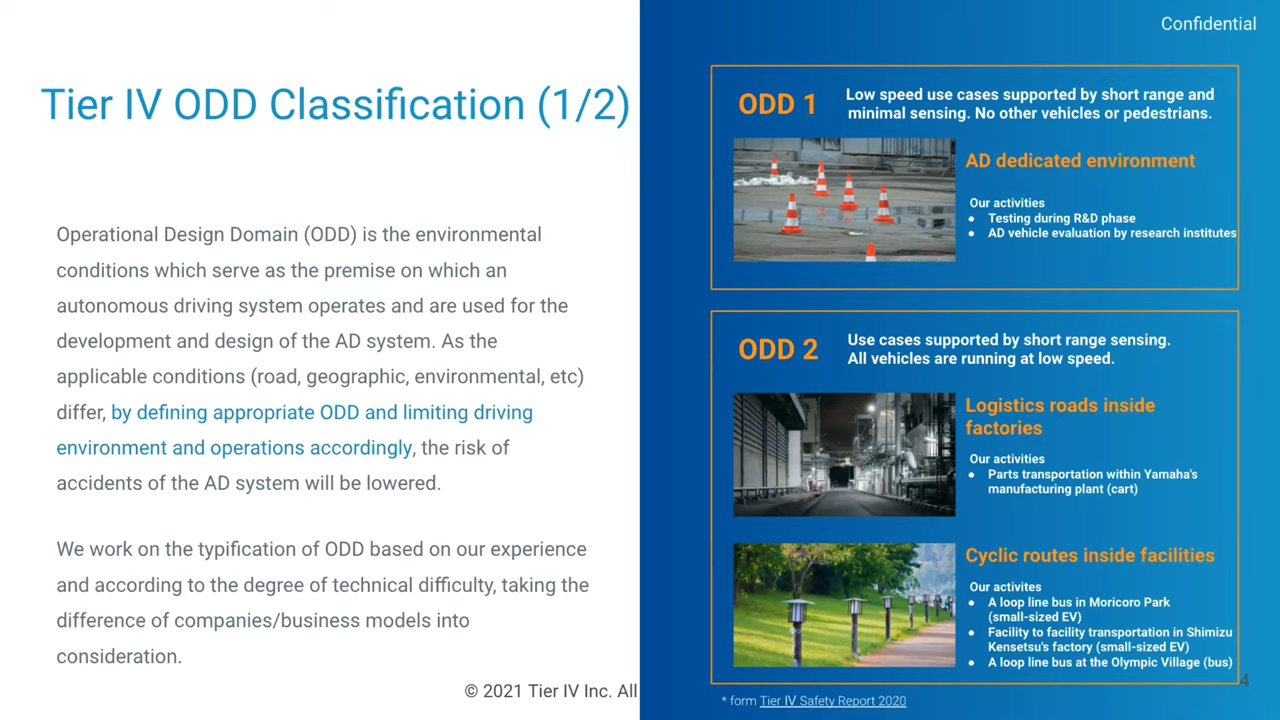 Confidential
Tier IV ODD Classification (1/2)
Operational Design Domain (ODD) is the environmental
conditions which serve as the premise on which an
autonomous driving system operates and are used for the
development and design of the AD system. As the
applicable conditions (road, geographic, environmental, etc)
differ, by defining appropriate ODD and limiting driving
environment and operations accordingly, the risk of
accidents of the AD system will be lowered.
We work on the typification of ODD based on our experience
and according to the degree of technical difficulty, taking the
difference of companies/business models into
consideration.
© 2021 Tier IV Inc. All
ODD 1
Low speed use cases supported by short range and
minimal sensing. No other vehicles or pedestrians.
AD dedicated environment
Our activities
● Testing during R&D phase
● AD vehicle evaluation by research institutes
ODD 2
Use cases supported by short range sensing.
All vehicles are running at low speed.
Logistics roads inside
factories
Our activities
● Parts transportation within Yamaha's
manufacturing plant (cart)
Cyclic routes inside facilities
Our activites
● A loop line bus in Moricoro Park
(small-sized EV)
● Facility to facility transportation in Shimizu
Kensetsu's factory (small-sized EV)
● A loop line bus at the Olympic Village (bus)
4
* form Tier IV Safety Report 2020